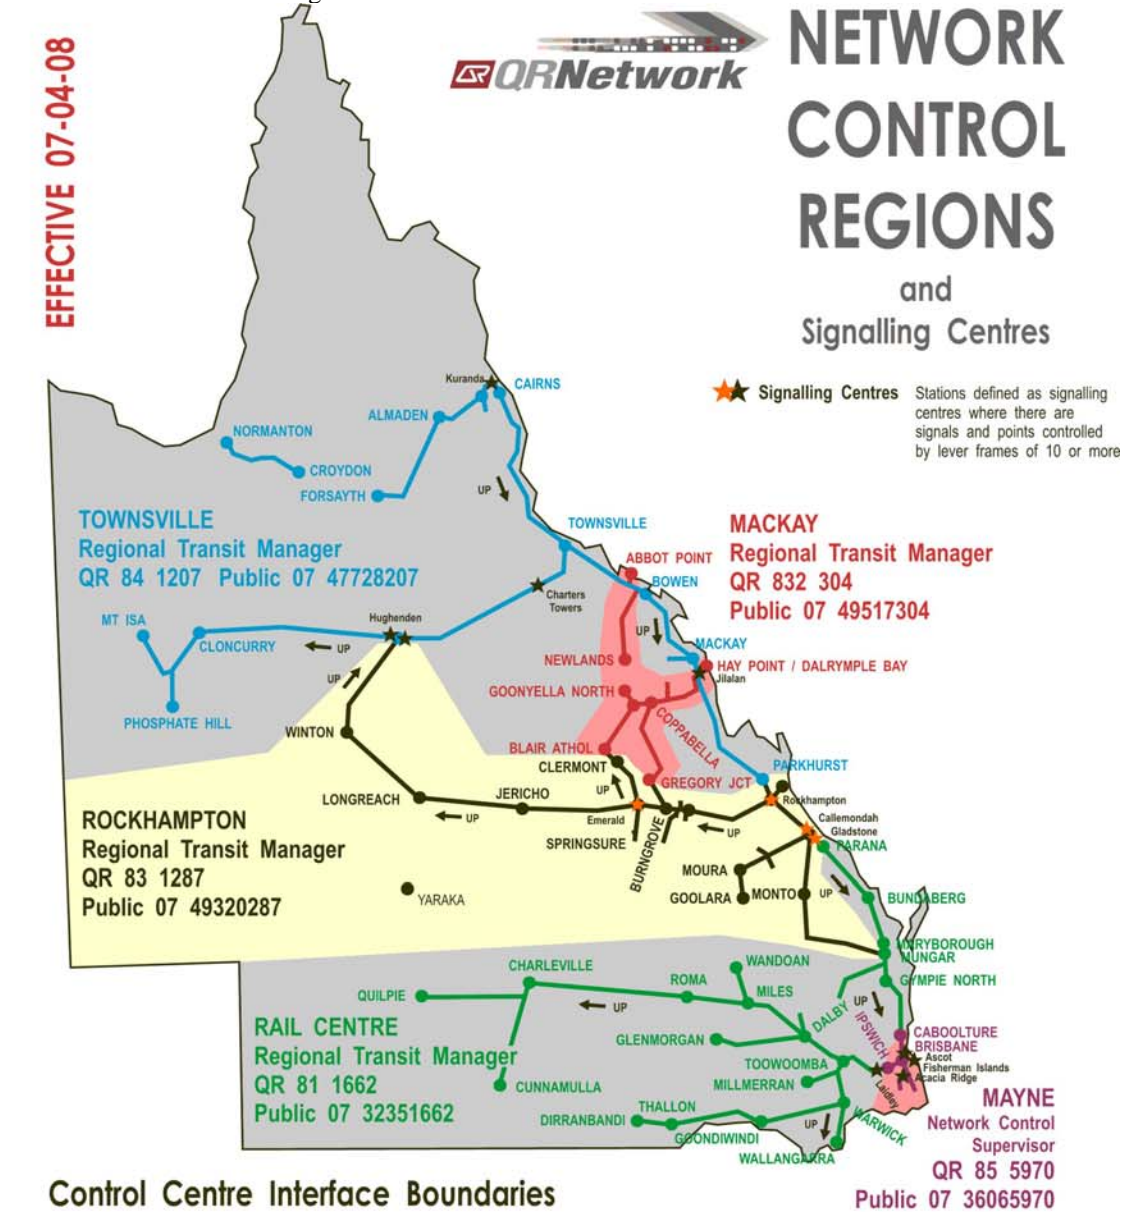 EFFECTIVE 07-04-08
QRNetwork
NETWORK
CONTROL
REGIONS
and
Signalling Centres
Signalling Centres
Stations defined as signalling
centres where there are
signals and points controlled
by lever frames of 10 or more
Kuranda
CAIRNS
ALMADEN
NORMANTON
CROYDON
FORSAYTH
UP
TOWNSVILLE
Regional Transit Manager
QR 84 1207 Public 07 47728207
TOWNSVILLE
MACKAY
Regional Transit Manager
QR 832 304
Public 07 49517304
ABBOT POINT
BOWEN
Charters
Towers
MT ISA
CLONCURRY
Hughenden
UP
UP
UP
MACKAY
NEWLANDS
HAY POINT / DALRYMPLE BAY
Jilalan
GOONYELLA NORTH
PHOSPHATE HILL
WINTON
COPPABELLA
BLAIR ATHOL
CLERMONT
GREGORY JCT
PARKHURST
UP
LONGREACH
JERICHO
Rockhampton
UP
Emerald
UP
Callemondah
Gladstone
SPRINGSURE
BURNGROVE
PARANA
ROCKHAMPTON
Regional Transit Manager
QR 83 1287
Public 07 49320287
YARAKA
MOURA
GOOLARA
MONTO
UP
BUNDABERG
MARYBOROUGH
MUNGAR
GYMPIE NORTH
CHARLEVILLE
WANDOAN
QUILPIE
ROMA
MILES
UP
DALBY
UP
IPSWICH
RAIL CENTRE
Regional Transit Manager
QR 81 1662
Public 07 32351662
GLENMORGAN
CABOOLTURE
BRISBANE
Ascot
Fisherman Islands
Acacia Ridge
TOOWOOMBA
CUNNAMULLA
MILLMERRAN
Laidley
THALLON
DIRRANBANDI
GOONDIWINDI
UP
WARWICK
WALLANGARRA
MAYNE
Network Control
Supervisor
QR 85 5970
Public 07 36065970
Control Centre Interface Boundaries